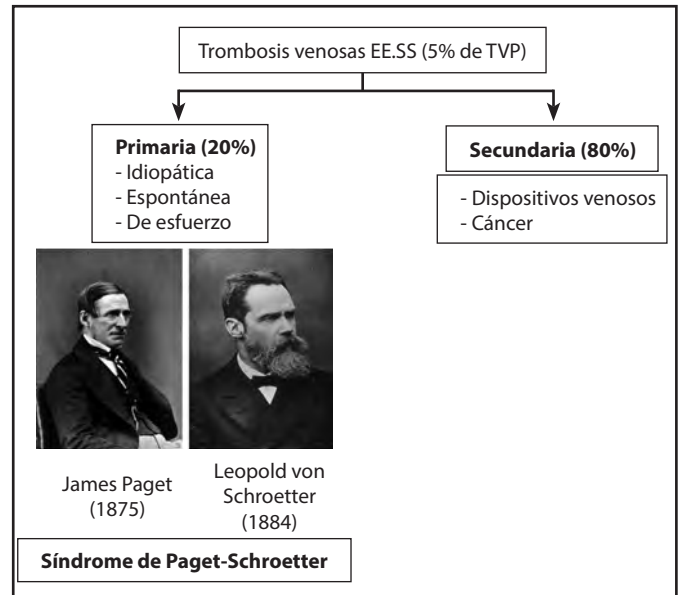 Trombosis venosas EE.SS (5% de TVP)
Primaria (20%)
- Idiopática
- Espontánea
- De esfuerzo
Secundaria (80%)
- Dispositivos venosos
- Cáncer
James Paget
(1875)
Leopold von
Schroetter
(1884)
Síndrome de Paget-Schroetter